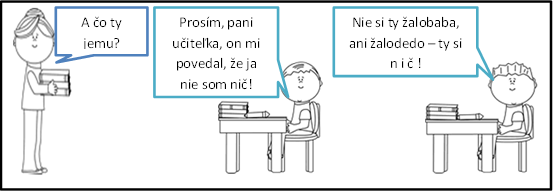 A čo ty
jemu?
Prosím, pani
učiteľka, on mi
povedal, že ja
nie som nič!
Nie si ty žalobaba,
ani žalodedo – ty si
n i č !